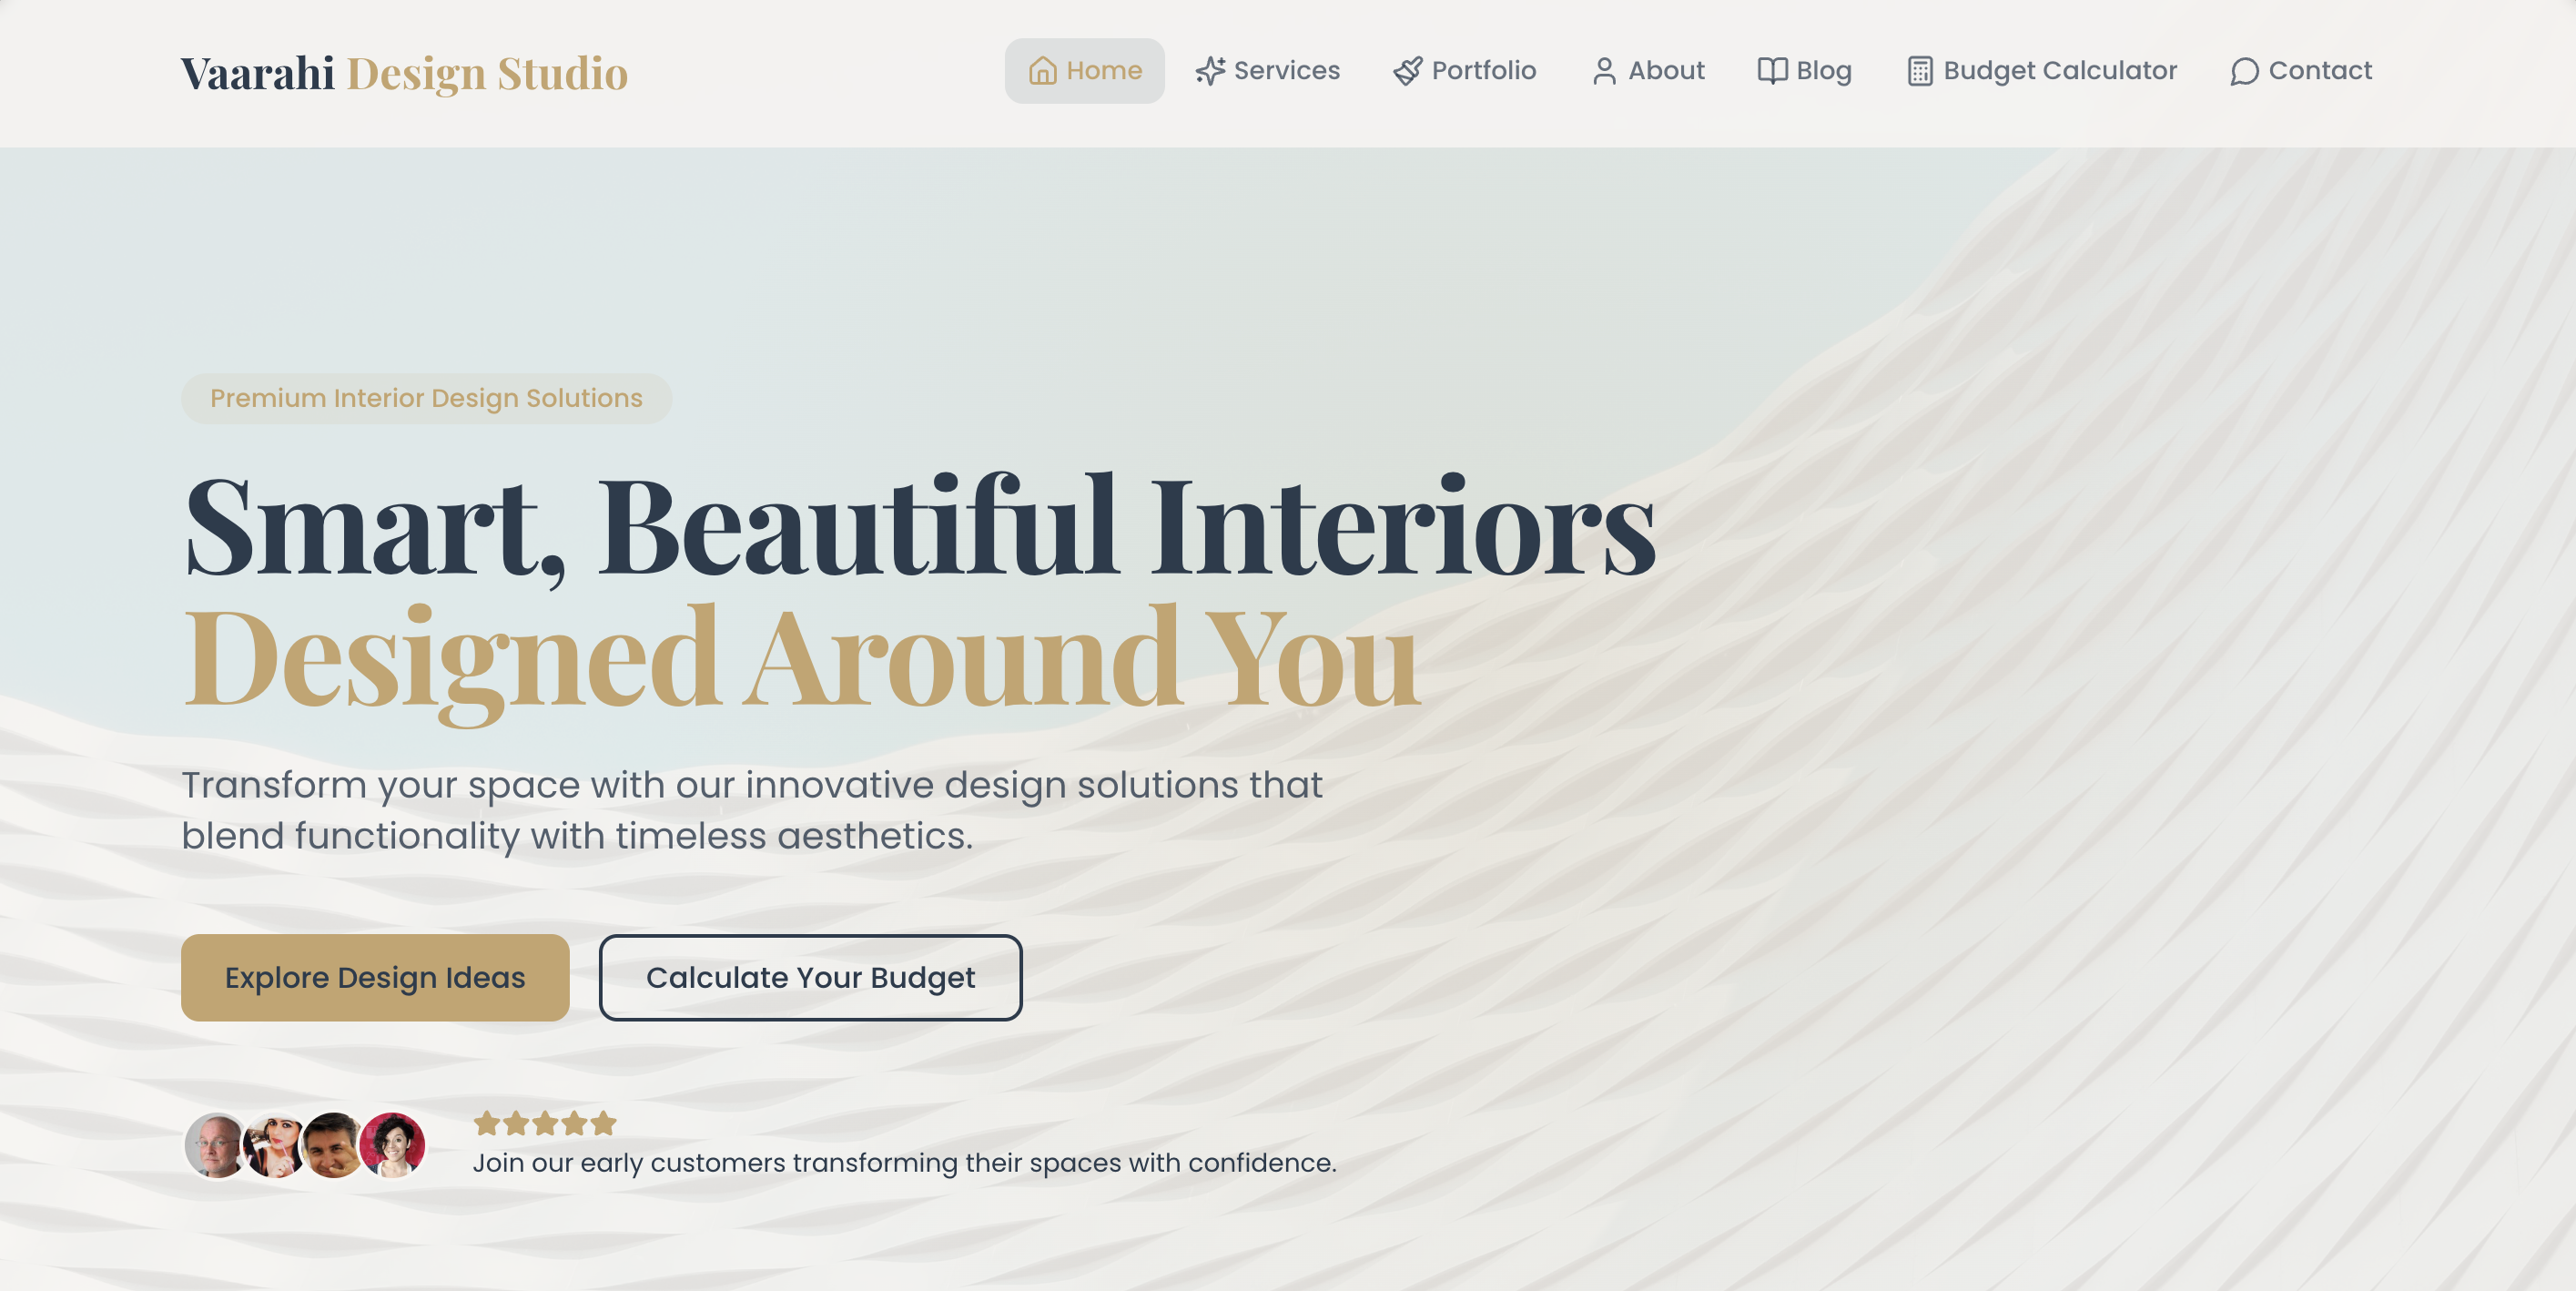 Vaarahi Design Studio
Home
Services
Portfolio
About
Blog
Budget Calculator
Contact
Premium Interior Design Solutions
Smart, Beautiful Interiors
Designed Around You
Transform your space with our innovative design solutions that
blend functionality with timeless aesthetics.
Explore Design Ideas
Calculate Your Budget
Join our early customers transforming their spaces with confidence.